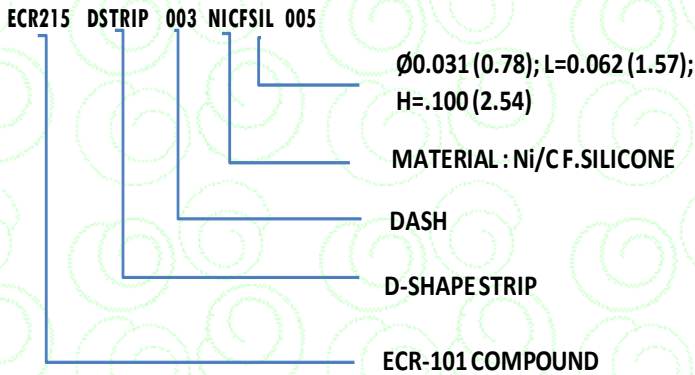 ECR215 DSTRIP 003 NICFSIL 005
Ø0.031 (0.78); L=0.062 (1.57);
H=.100 (2.54)
MATERIAL : Ni/C F.SILICONE
DASH
D-SHAPE STRIP
ECR-101 COMPOUND